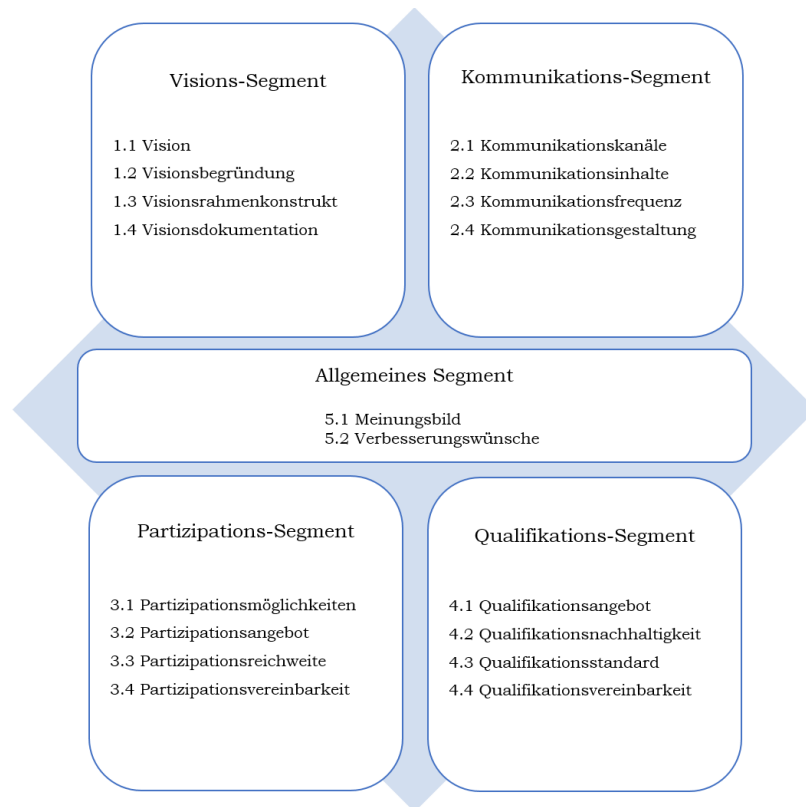 Visions-Segment
1.1 Vision
1.2 Visionsbegründung
1.3 Visionsrahmenkonstrukt
1.4 Visionsdokumentation
Kommunikations-Segment
2.1 Kommunikationskanäle
2.2 Kommunikationsinhalte
2.3 Kommunikationsfrequenz
2.4 Kommunikationsgestaltung
Allgemeines Segment
5.1 Meinungsbild
5.2 Verbesserungswünsche
Partizipations-Segment
3.1 Partizipationsmöglichkeiten
3.2 Partizipationsangebot
3.3 Partizipationsreichweite
3.4 Partizipationsvereinbarkeit
Qualifikations-Segment
4.1 Qualifikationsangebot
4.2 Qualifikationsnachhaltigkeit
4.3 Qualifikationsstandard
4.4 Qualifikationsvereinbarkeit